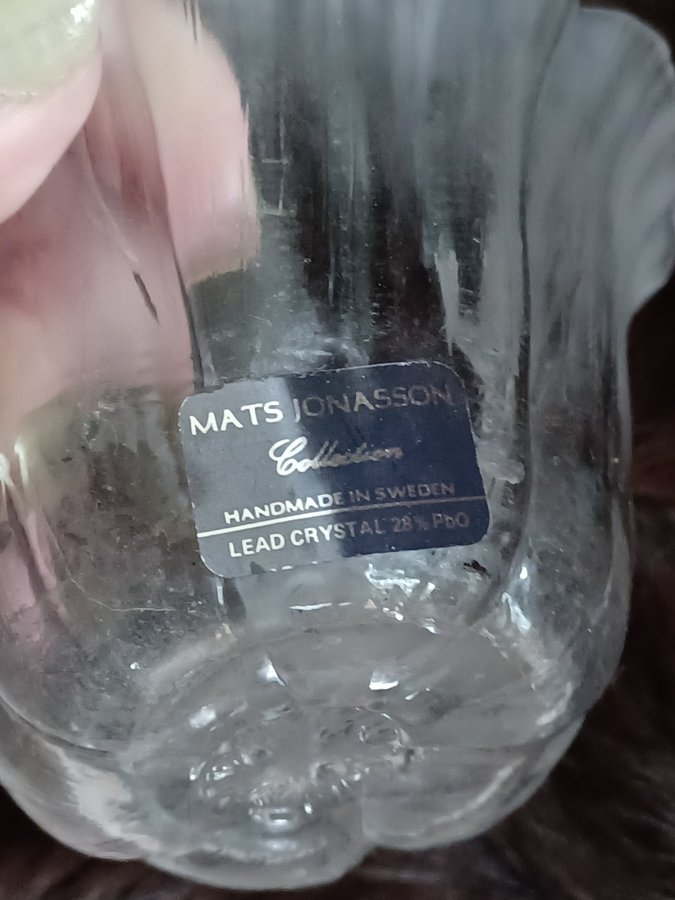 MATS JONASSON
Collection
HANDMADE IN SWEDEN
LEAD CRYSTAL 28% PbO